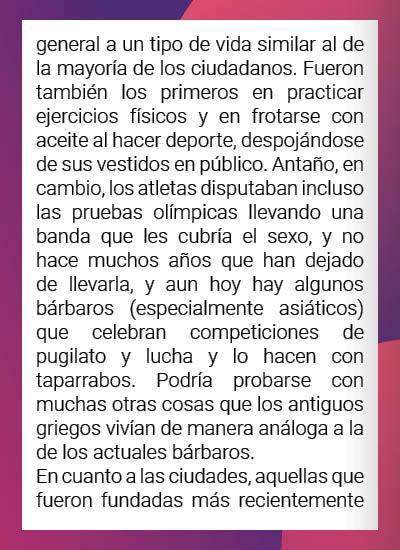 general a un tipo de vida similar al de
la mayoría de los ciudadanos. Fueron
también los primeros en practicar
ejercicios físicos y en frotarse con
aceite al hacer deporte, despojándose
de sus vestidos en público. Antaño, en
cambio, los atletas disputaban incluso
las pruebas olímpicas llevando una
banda que les cubría el sexo, y no
hace muchos años que han dejado
de llevarla, y aun hoy hay algunos
bárbaros (especialmente asiáticos)
que celebran competiciones de
pugilato y lucha y lo hacen con
taparrabos. Podría probarse con
muchas otras cosas que los antiguos
griegos vivían de manera análoga a la
de los actuales bárbaros.
En cuanto a las ciudades, aquellas que
fueron fundadas más recientemente